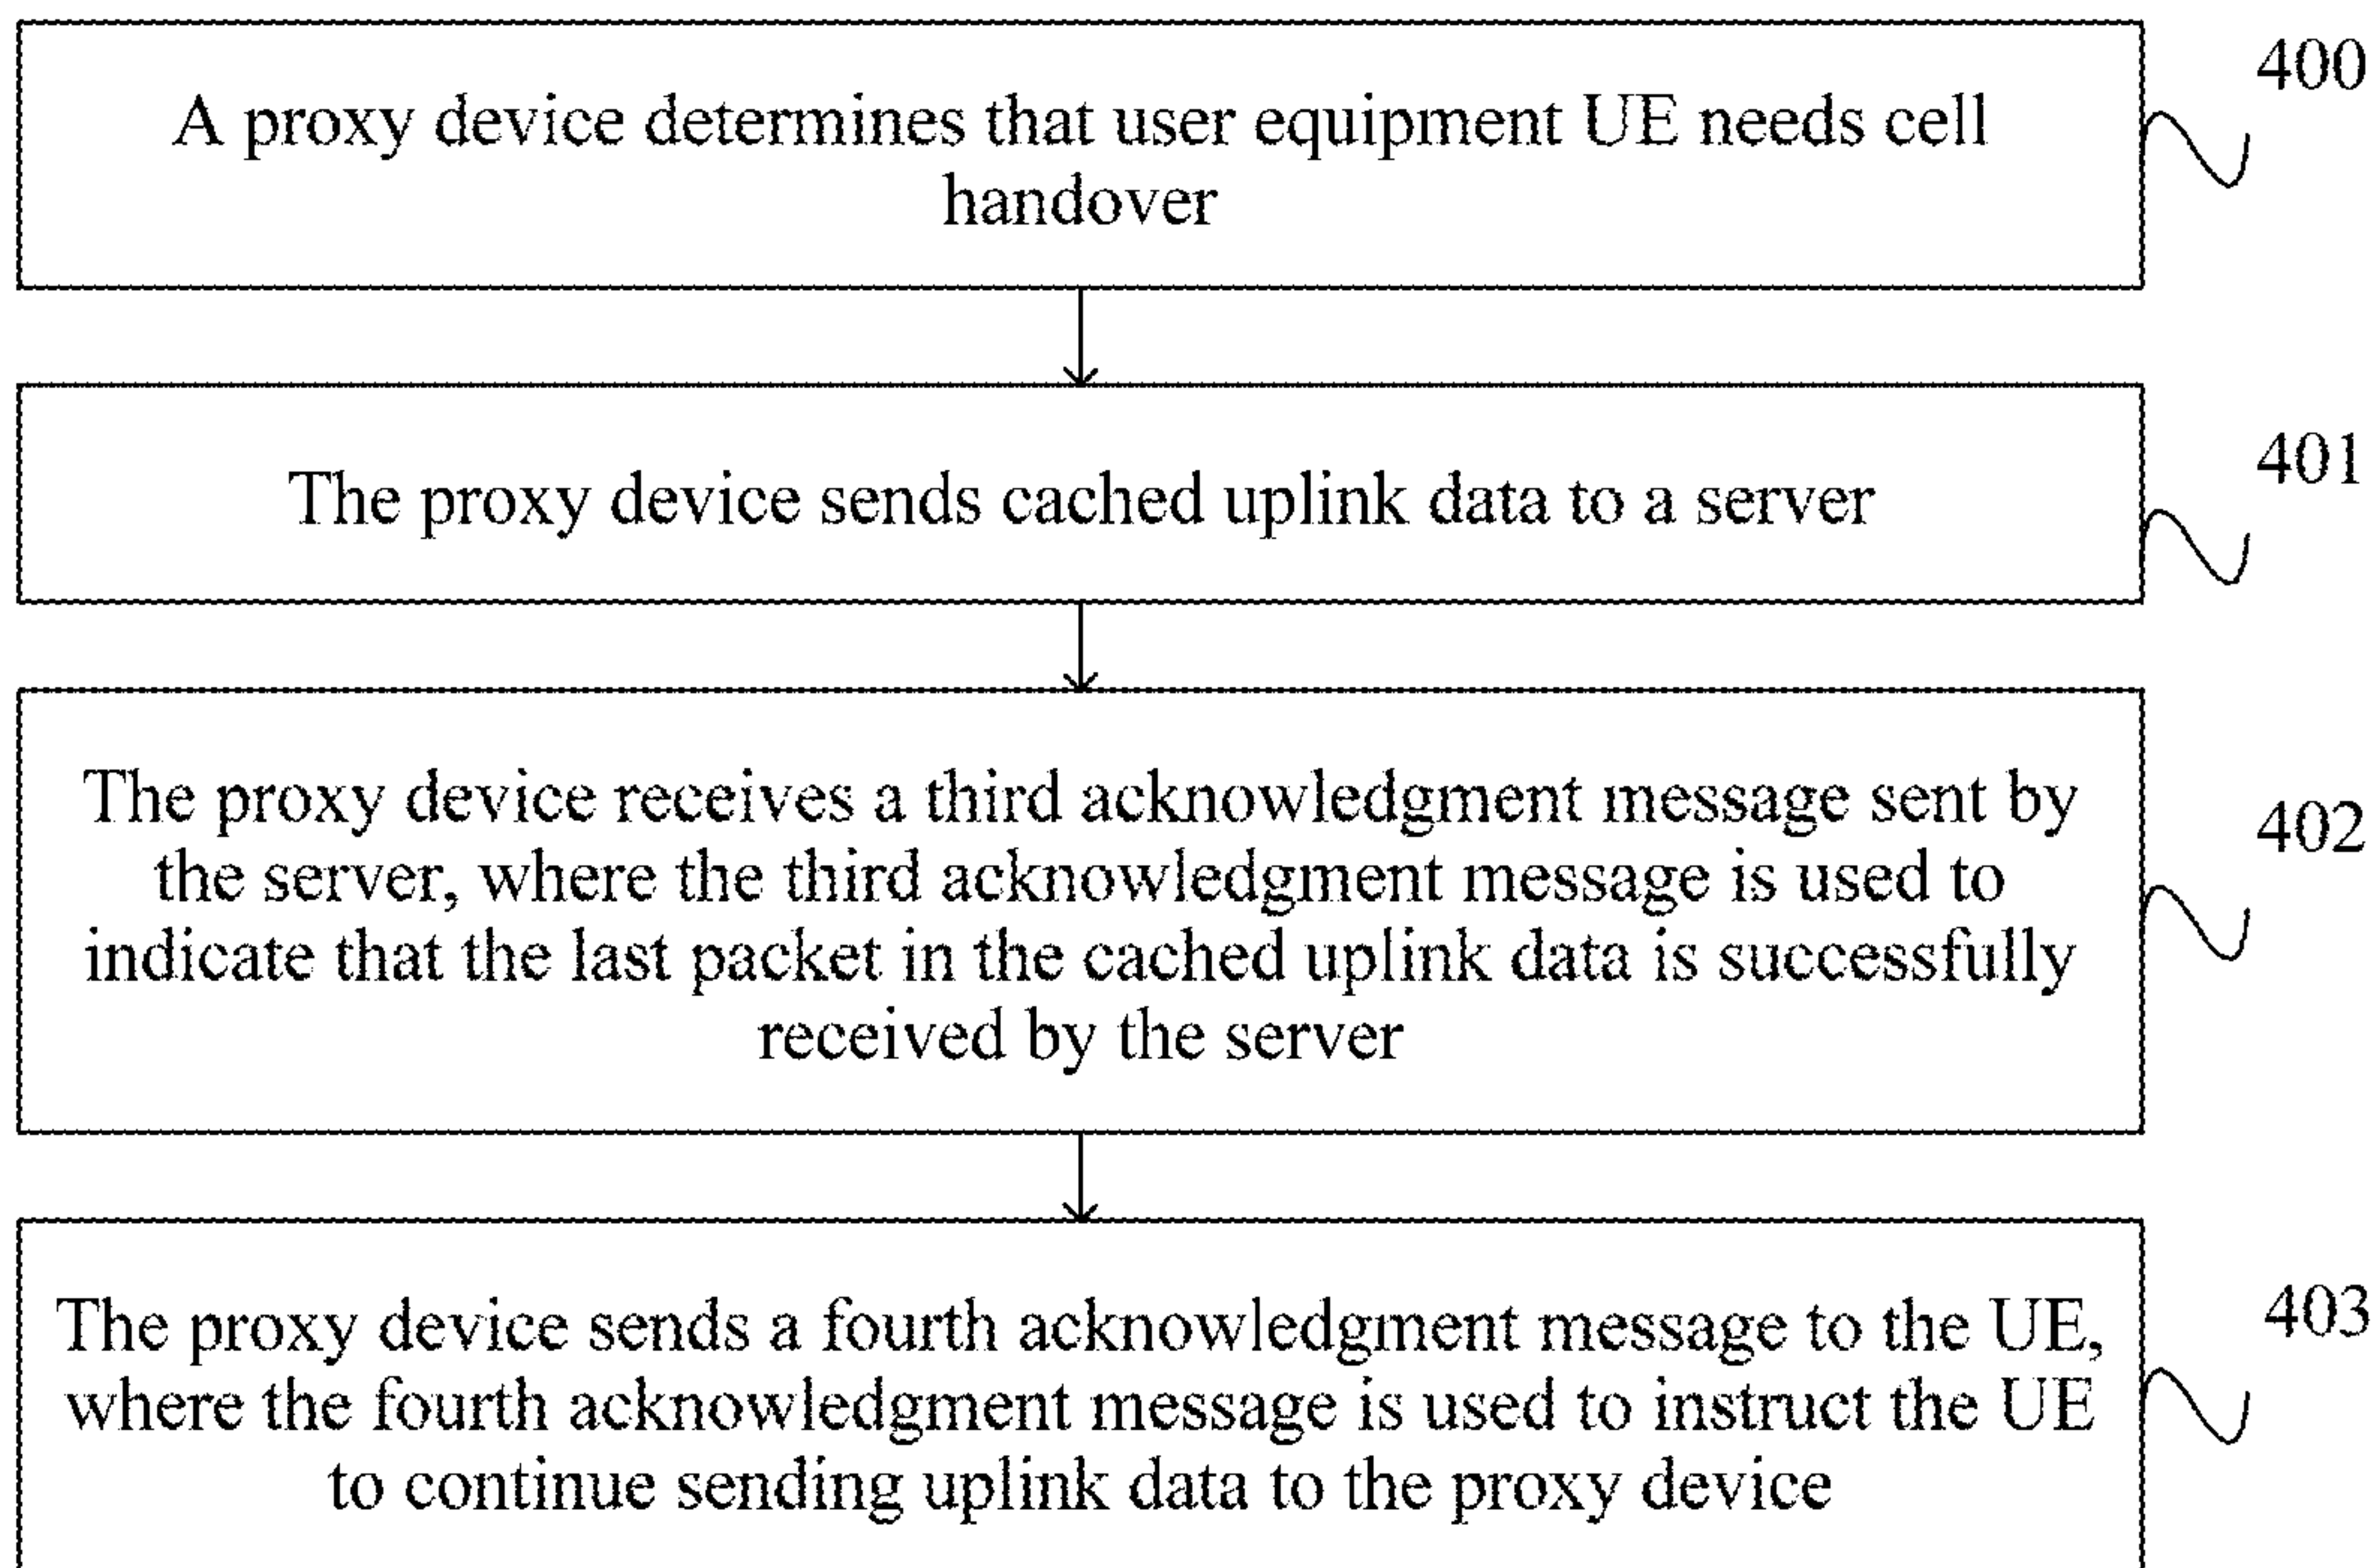 A proxy device determines that user equipment UE needs cell
handover
400
The proxy device sends cached uplink data to a server
401
The proxy device receives a third acknowledgment message sent by
the server, where the third acknowledgment message is used to
indicate that the last packet in the cached uplink data is successfully
received by the server
402
The proxy device sends a fourth acknowledgment message to the UE,
where the fourth acknowledgment message is used to instruct the UE
to continue sending uplink data to the proxy device
403